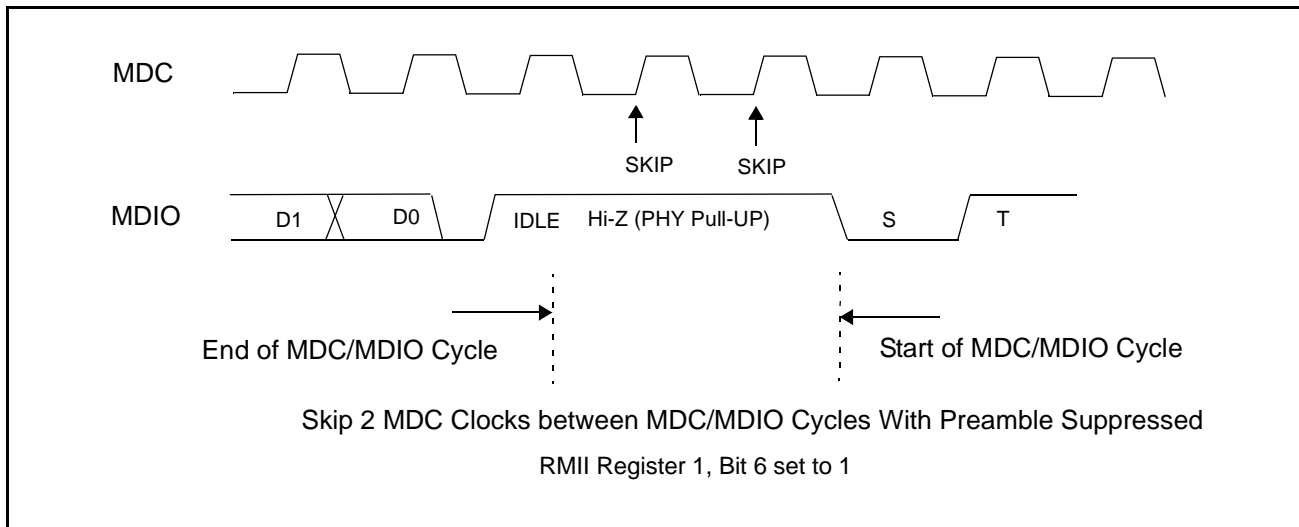 MDC
SKIP SKIP
MDIO D1 D0 IDLE Hi-Z (PHY Pull-UP) S T
End of MDC/MDIO Cycle Start of MDC/MDIO Cycle
Skip 2 MDC Clocks between MDC/MDIO Cycles With Preamble Suppressed
RMII Register 1, Bit 6 set to 1